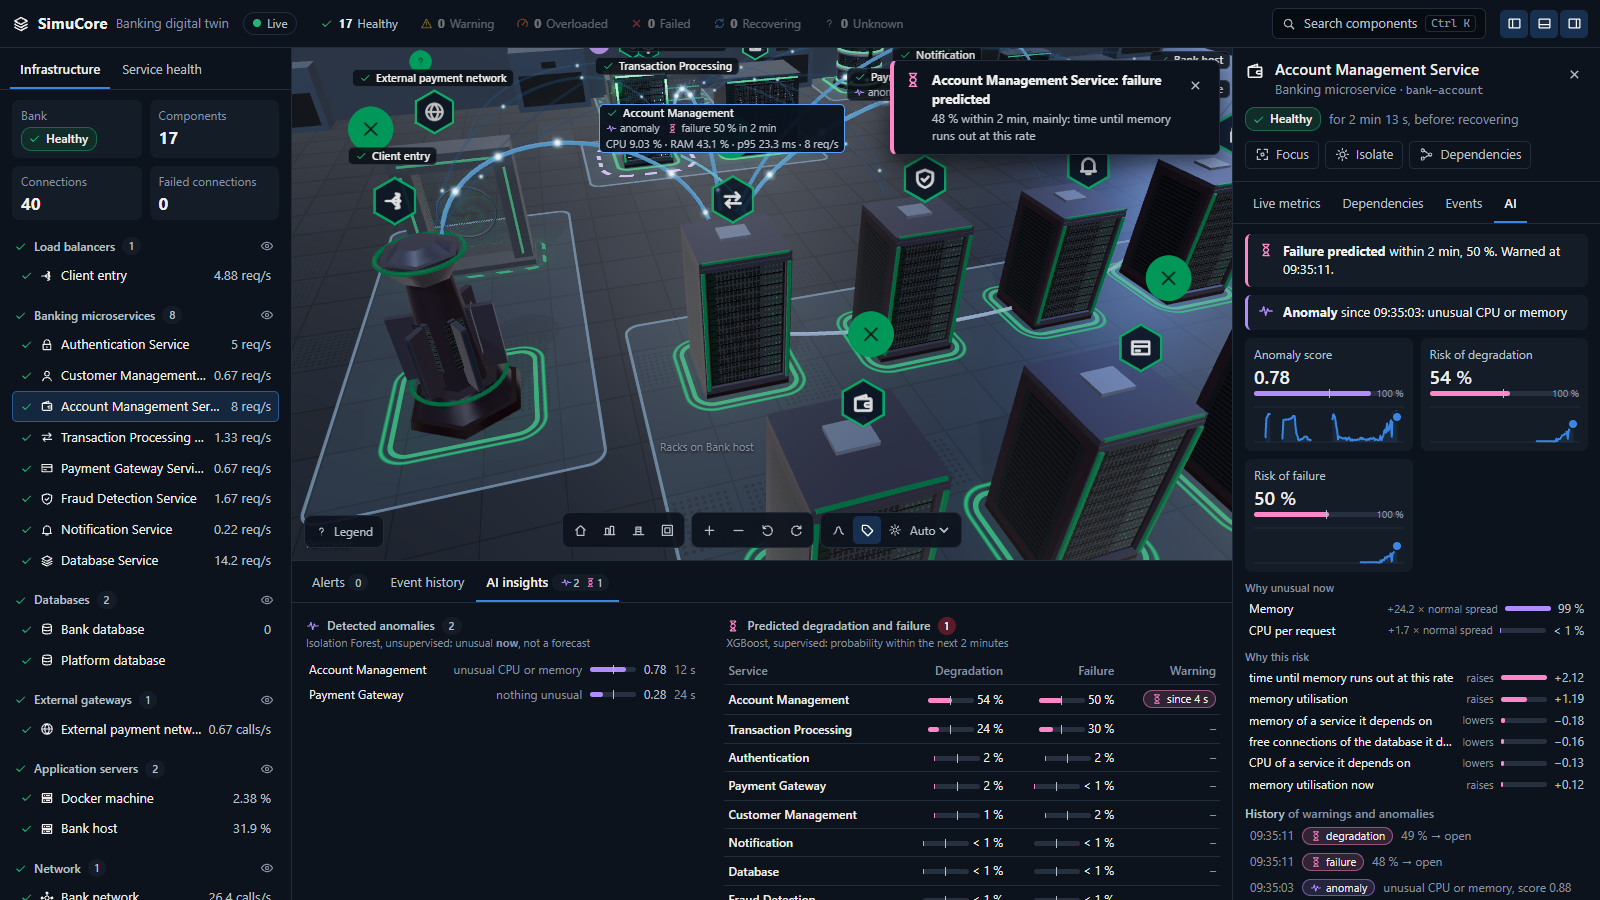 SimuCore Banking digital twin Live 17 Healthy 0 Warning 0 Overloaded 0 Failed 0 Recovering ? 0 Unknown Search components Ctrl K
Infrastructure Service health
Bank
Healthy
Components
17
Connections
40
Failed connections
0
Load balancers 1
Client entry 4.88 req/s
Banking microservices 8
Authentication Service 5 req/s
Customer Management... 0.67 req/s
Account Management Ser... 8 req/s
Transaction Processing ... 1.33 req/s
Payment Gateway Servi... 0.67 req/s
Fraud Detection Service 1.67 req/s
Notification Service 0.22 req/s
Database Service 14.2 req/s
Databases 2
Bank database 0
Platform database
External gateways 1
External payment netw... 0.67 calls/s
Application servers 2
Docker machine 2.38 %
Bank host 31.9 %
Network 1
Bank network 26.4 calls/s
Notification
Transaction Processing
External payment network
Account Management
anomaly failure 50 % in 2 min
CPU 9.03 % · RAM 43.1 % · p95 23.3 ms · 8 req/s
Client entry
Account Management Service: failure
predicted
48 % within 2 min, mainly: time until memory
runs out at this rate
Racks on Bank host
? Legend
Auto
Alerts 0 Event history AI insights 2 1
Detected anomalies 2
Isolation Forest, unsupervised: unusual now, not a forecast
Account Management unusual CPU or memory 0.78 12 s
Payment Gateway nothing unusual 0.28 24 s
Predicted degradation and failure 1
XGBoost, supervised: probability within the next 2 minutes
Service Degradation Failure Warning
Account Management 54 % 50 % since 4 s
Transaction Processing 24 % 30 % –
Authentication 2 % 2 % –
Payment Gateway 2 % < 1 % –
Customer Management 1 % 2 % –
Notification < 1 % < 1 % –
Database < 1 % < 1 % –
Fraud Detection < 1 % < 1 % –
Account Management Service
Banking microservice · bank-account
Healthy for 2 min 13 s, before: recovering
Focus Isolate Dependencies
Live metrics Dependencies Events AI
Failure predicted within 2 min, 50 %. Warned at
09:35:11.
Anomaly since 09:35:03: unusual CPU or memory
Anomaly score
0.78
100 %
Risk of degradation
54 %
100 %
Risk of failure
50 %
100 %
Why unusual now
Memory +24.2 × normal spread 99 %
CPU per request +1.7 × normal spread < 1 %
Why this risk
time until memory runs out at this rate raises +2.12
memory utilisation raises +1.19
memory of a service it depends on lowers −0.18
free connections of the database it d... lowers −0.16
CPU of a service it depends on lowers −0.13
memory utilisation now raises +0.12
History of warnings and anomalies
09:35:11 degradation 49 % → open
09:35:11 failure 48 % → open
09:35:03 anomaly unusual CPU or memory, score 0.88